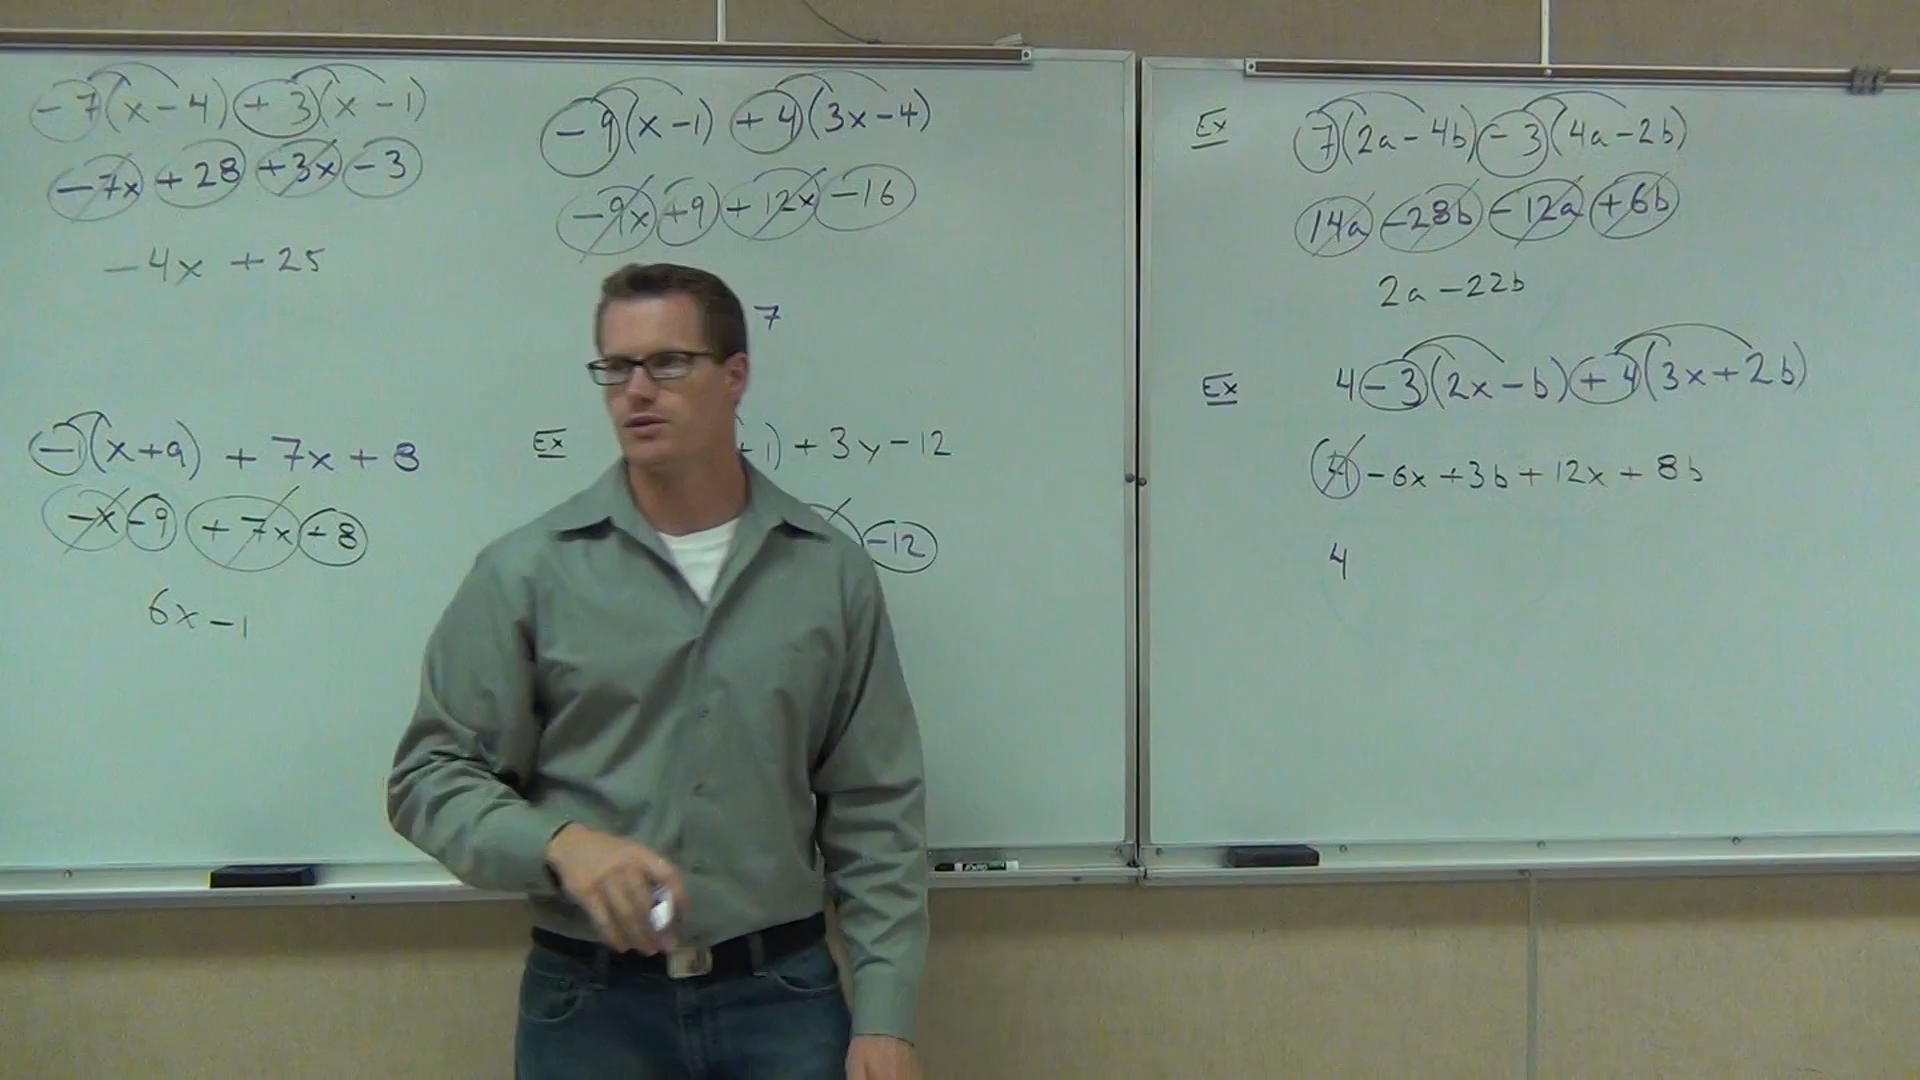 -7(x-4)+3(x-1)
-7x+28+3x-3
-4x+25
-1(x+9)+7x+8
-x-9+7x+8
6x-1
-9(x-1)+4(3x-4)
-9x+9+12x-16
7
Ex +1)+3y-12
-12
Ex 7(2a-4b)-3(4a-2b)
14a-28b-12a+6b
2a-22b
Ex 4-3(2x-b)+4(3x+2b)
4-6x+3b+12x+8b
4